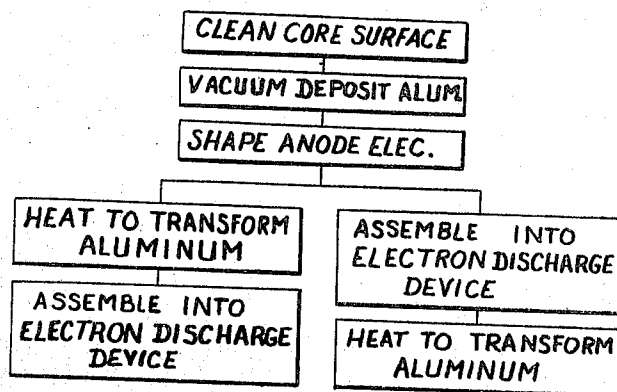 CLEAN CORE SURFACE
VACUUM DEPOSIT ALUM.
SHAPE ANODE ELEC.
HEAT TO TRANSFORM
ALUMINUM
ASSEMBLE INTO
ELECTRON DISCHARGE
DEVICE
ASSEMBLE INTO
ELECTRON DISCHARGE
DEVICE
HEAT TO TRANSFORM
ALUMINUM